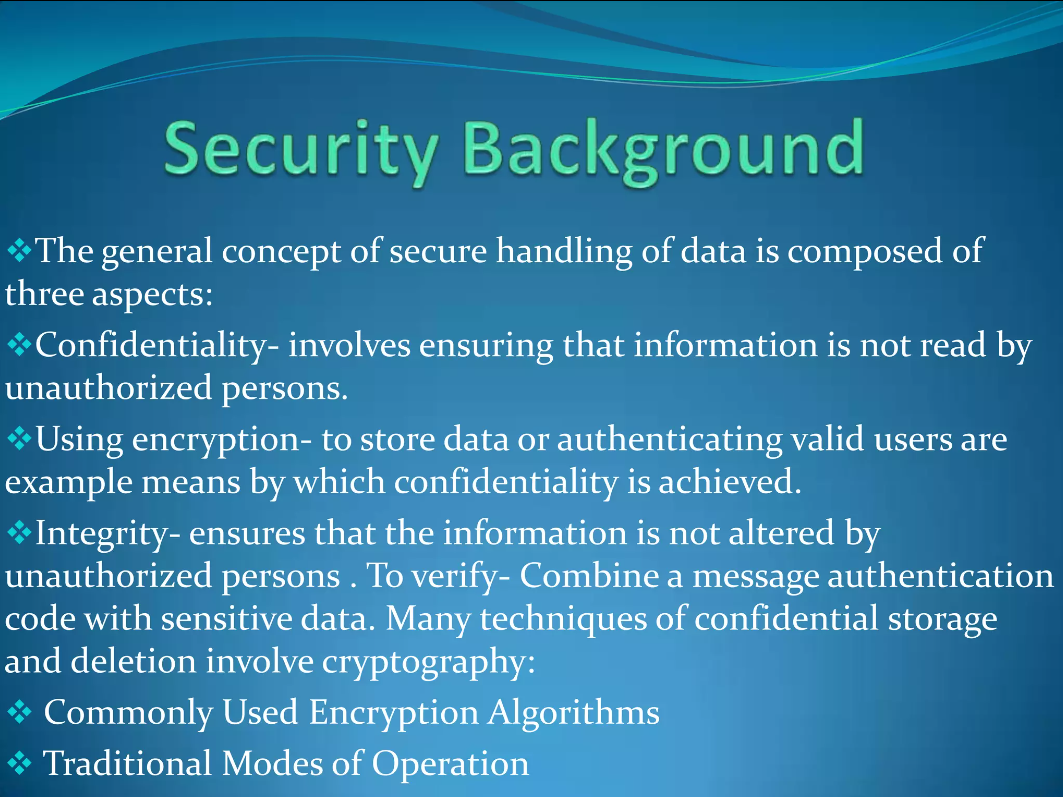 Security Background
❖The general concept of secure handling of data is composed of
three aspects:
❖Confidentiality- involves ensuring that information is not read by
unauthorized persons.
❖Using encryption- to store data or authenticating valid users are
example means by which confidentiality is achieved.
❖Integrity- ensures that the information is not altered by
unauthorized persons . To verify- Combine a message authentication
code with sensitive data. Many techniques of confidential storage
and deletion involve cryptography:
❖ Commonly Used Encryption Algorithms
❖ Traditional Modes of Operation